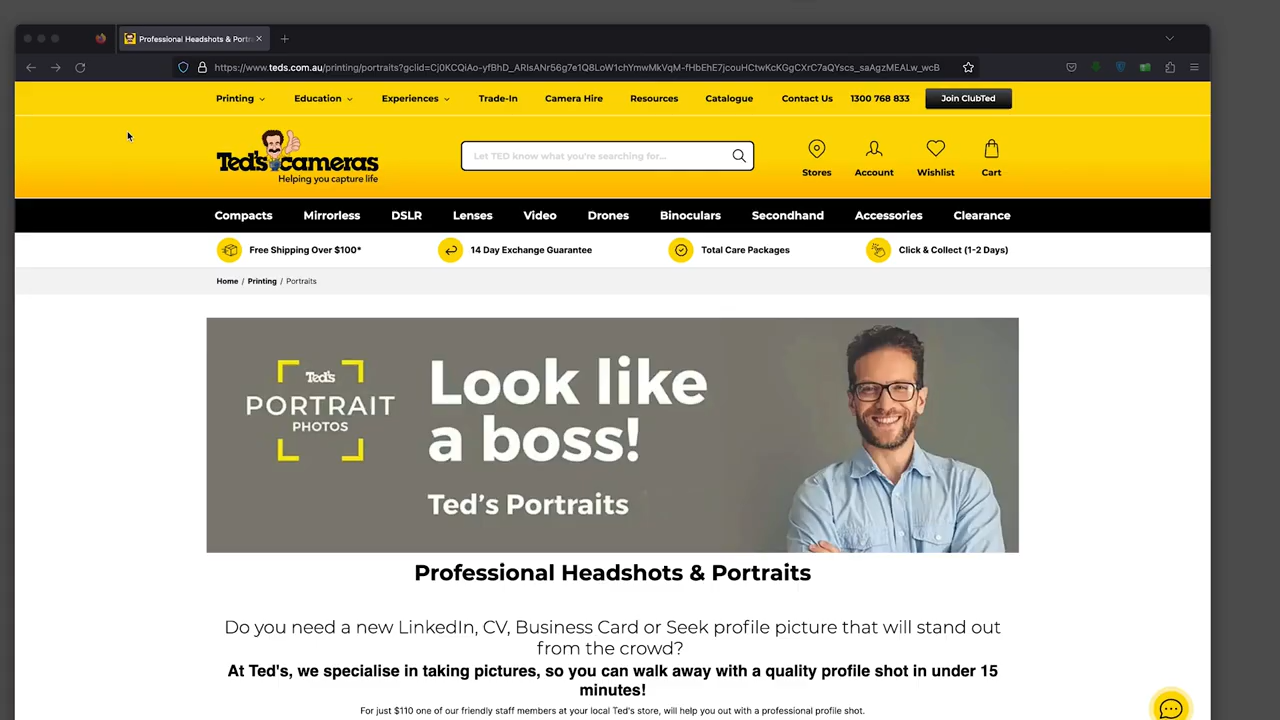 Professional Headshots & Portr
https://www.teds.com.au/printing/portraits?gclid=Cj0KCQiAo-yfBhD_ARIsANr56g7e1Q8LoW1chYmwMkVqM-fHbEhE7jcouHCtwKcKGgCXrC7aQYscs_saAgzMEALw_wcB
Printing Education Experiences Trade-In Camera Hire Resources Catalogue Contact Us 1300 768 833 Join ClubTed
Ted's cameras
Helping you capture life
Let TED know what you're searching for...
Stores Account Wishlist Cart
Compacts Mirrorless DSLR Lenses Video Drones Binoculars Secondhand Accessories Clearance
Free Shipping Over $100* 14 Day Exchange Guarantee Total Care Packages Click & Collect (1-2 Days)
Home / Printing / Portraits
Ted's
PORTRAIT
PHOTOS
Look like
a boss!
Ted's Portraits
Professional Headshots & Portraits
Do you need a new LinkedIn, CV, Business Card or Seek profile picture that will stand out
from the crowd?
At Ted's, we specialise in taking pictures, so you can walk away with a quality profile shot in under 15
minutes!
For just $110 one of our friendly staff members at your local Ted's store, will help you out with a professional profile shot.